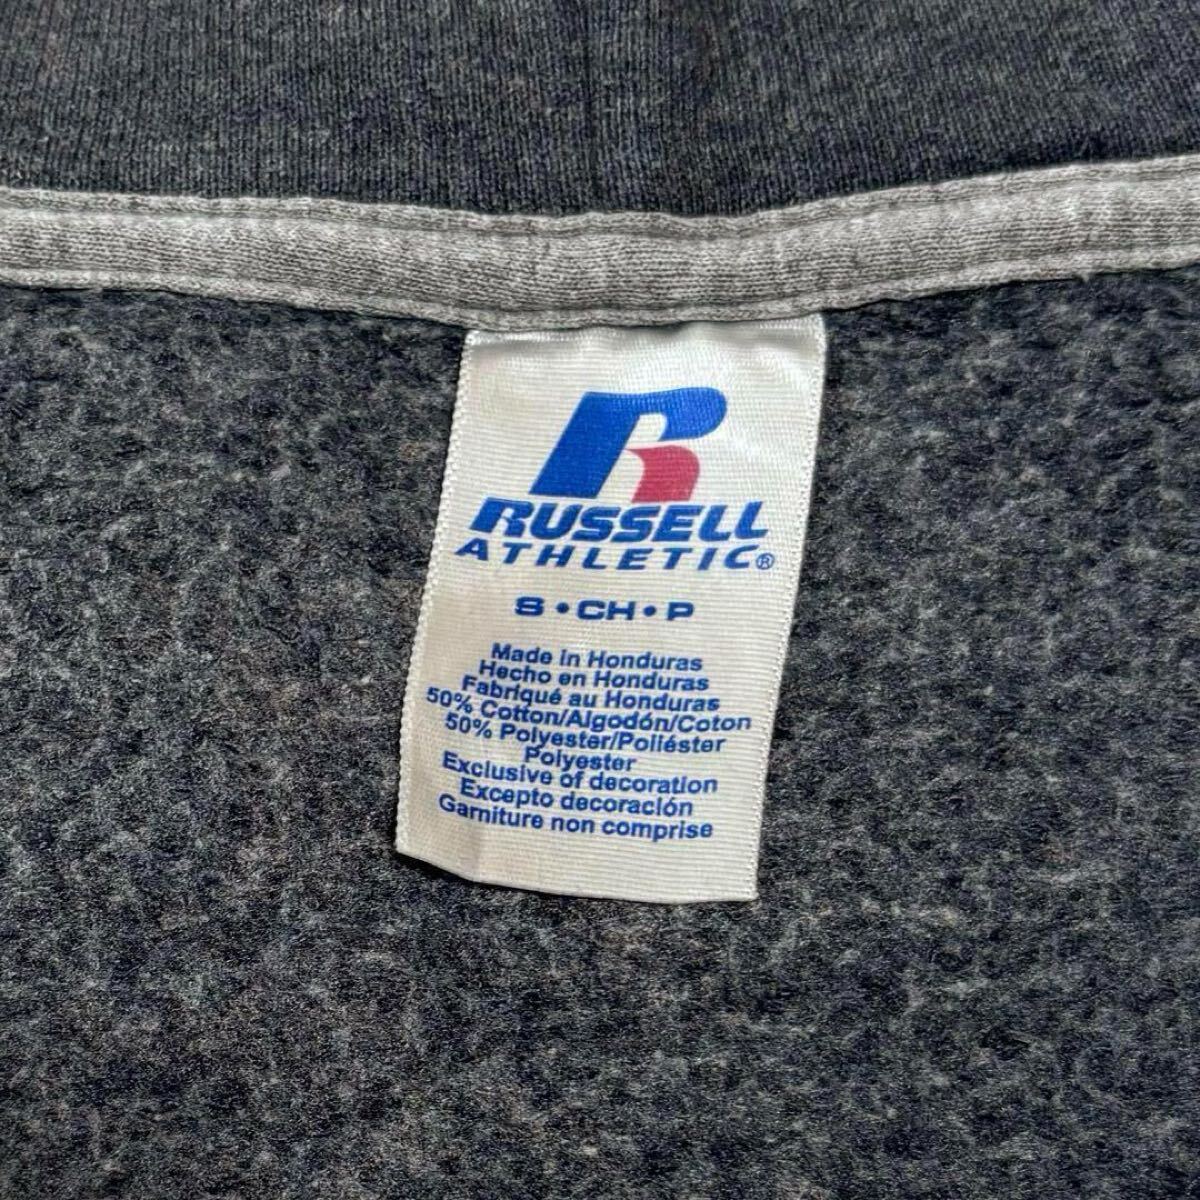 RUSSELL
ATHLETIC®
S • CH • P
Made in Honduras
Hecho en Honduras
Fabriqué au Honduras
50% Cotton/Algodón/Coton
50% Polyester/Poliéster
Polyester
Exclusive of decoration
Excepto decoración
Garniture non comprise